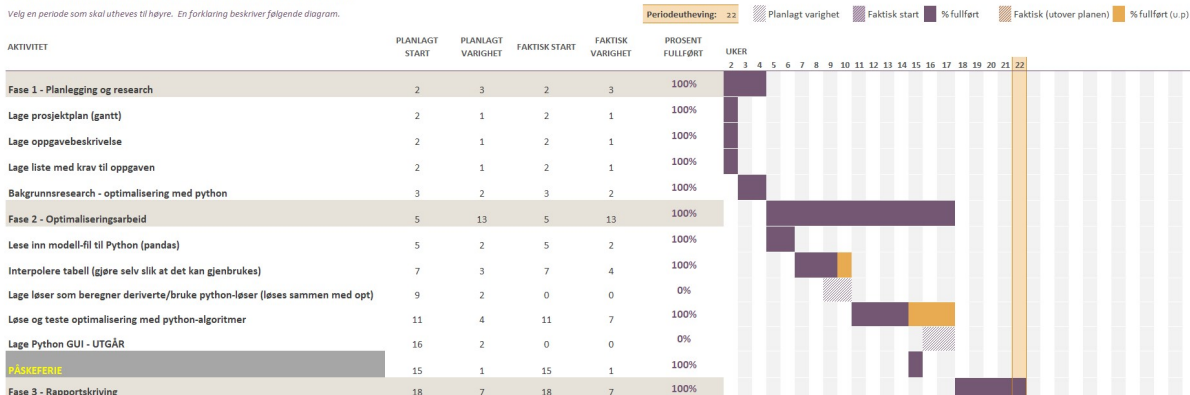 Velg en periode som skal utheves til høyre. En forklaring beskriver følgende diagram.
Periodeutheving: 22 Planlagt varighet Faktisk start % fullført Faktisk (utover planen) % fullført (u.p)
AKTIVITET PLANLAGT START PLANLAGT VARIGHET FAKTISK START FAKTISK VARIGHET PROSENT FULLFØRT UKER
2 3 4 5 6 7 8 9 10 11 12 13 14 15 16 17 18 19 20 21 22
Fase 1 - Planlegging og research 2 3 2 3 100%
Lage prosjektplan (gantt) 2 1 2 1 100%
Lage oppgavebeskrivelse 2 1 2 1 100%
Lage liste med krav til oppgaven 2 1 2 1 100%
Bakgrunnsresearch - optimalisering med python 3 2 3 2 100%
Fase 2 - Optimaliseringsarbeid 5 13 5 13 100%
Lese inn modell-fil til Python (pandas) 5 2 5 2 100%
Interpolere tabell (gjøre selv slik at det kan gjenbrukes) 7 3 7 4 100%
Lage løser som beregner deriverte/bruke python-løser (løses sammen med opt) 9 2 0 0 0%
Løse og teste optimalisering med python-algoritmer 11 4 11 7 100%
Lage Python GUI - UTGÅR 16 2 0 0 0%
PÅSKEFERIE 15 1 15 1 100%
Fase 3 - Rapportskriving 18 7 18 7 100%